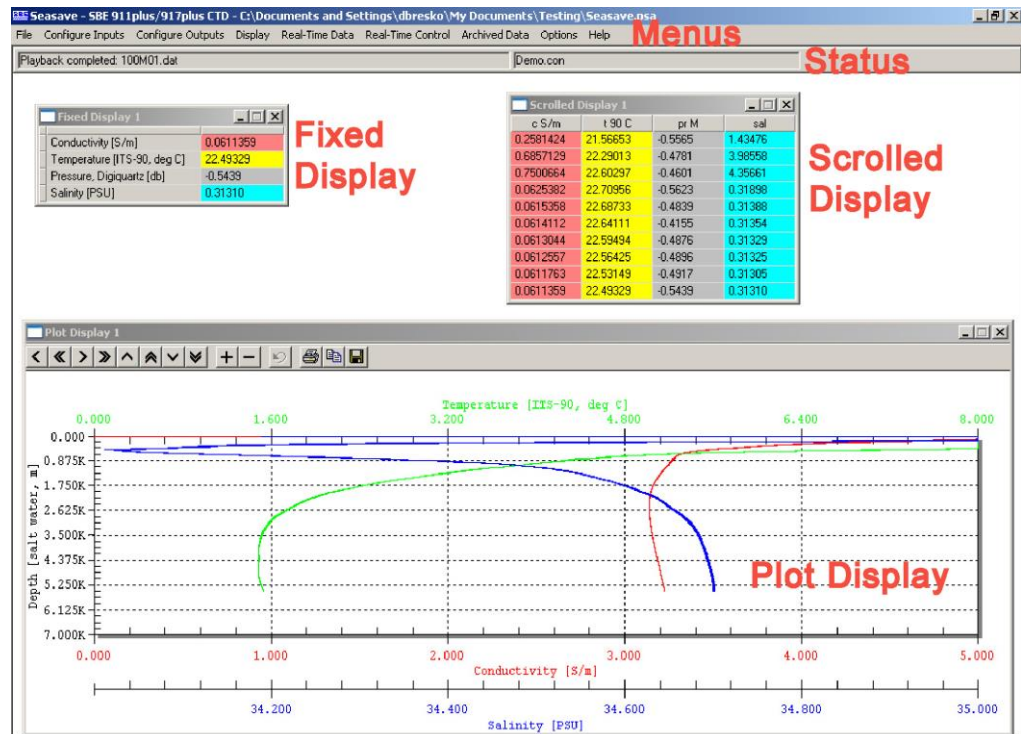 SBE Seasave - SBE 911plus/917plus CTD - C:\Documents and Settings\dbresko\My Documents\Testing\Seasave.psa
File Configure Inputs Configure Outputs Display Real-Time Data Real-Time Control Archived Data Options Help
Menus
Playback completed: 100M01.dat
Demo.con
Status
Fixed Display 1
Conductivity [S/m] 0.0611359
Temperature [ITS-90, deg C] 22.49329
Pressure, Digiquartz [db] -0.5439
Salinity [PSU] 0.31310
Fixed
Display
Scrolled Display 1
c S/m t 90 C pr M sal
0.2581424 21.56653 -0.5565 1.43476
0.6857129 22.29013 -0.4781 3.98558
0.7500664 22.60297 -0.4601 4.35661
0.0625382 22.70956 -0.5623 0.31898
0.0615358 22.68733 -0.4839 0.31388
0.0614112 22.64111 -0.4155 0.31354
0.0613044 22.59494 -0.4876 0.31329
0.0612557 22.56425 -0.4896 0.31325
0.0611763 22.53149 -0.4917 0.31305
0.0611359 22.49329 -0.5439 0.31310
Scrolled
Display
Plot Display 1
Temperature [ITS-90, deg C]
0.000 1.600 3.200 4.800 6.400 8.000
Depth [salt water, m]
0.000
0.875K
1.750K
2.625K
3.500K
4.375K
5.250K
6.125K
7.000K
Plot Display
0.000 1.000 2.000 3.000 4.000 5.000
Conductivity [S/m]
34.200 34.400 34.600 34.800 35.000
Salinity [PSU]